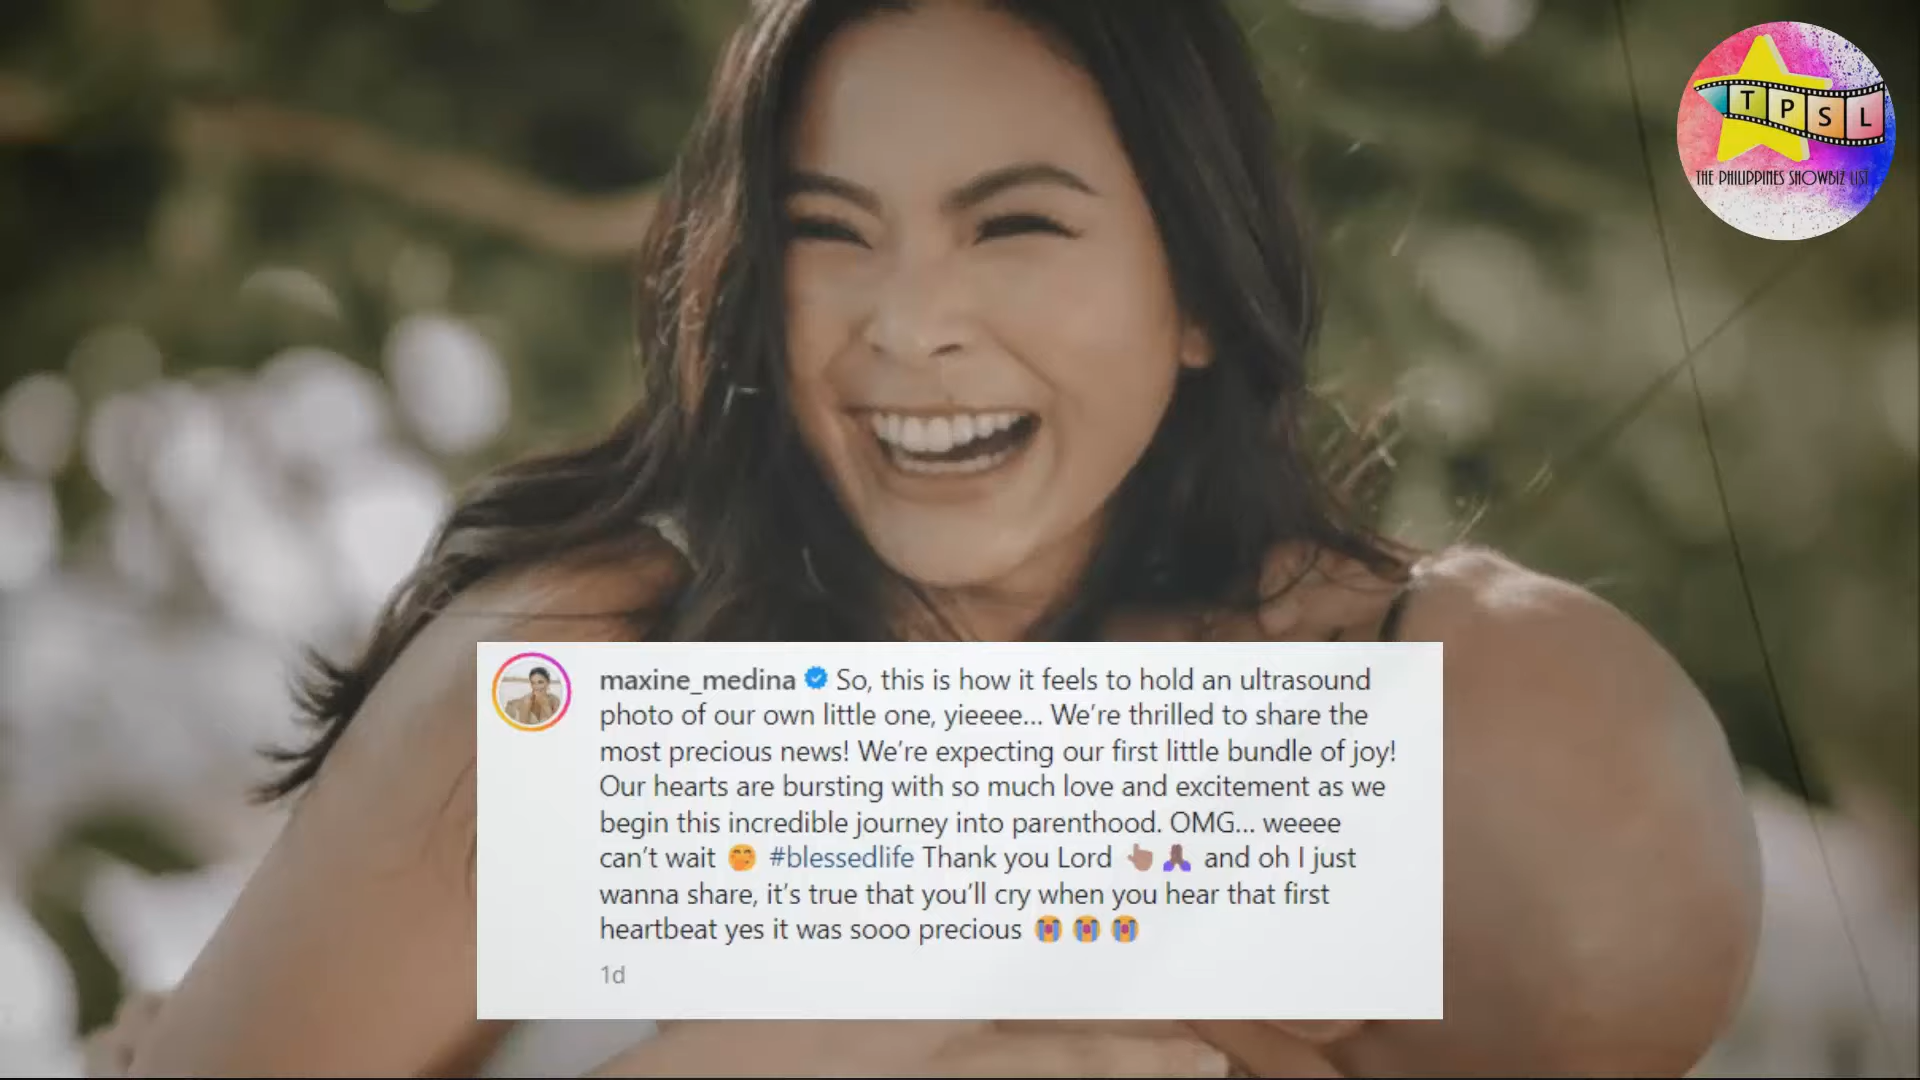 T P S L
THE PHILIPPINES SHOWBIZ LIST
maxine_medina So, this is how it feels to hold an ultrasound
photo of our own little one, yieeee... We’re thrilled to share the
most precious news! We’re expecting our first little bundle of joy!
Our hearts are bursting with so much love and excitement as we
begin this incredible journey into parenthood. OMG... weeee
can’t wait 🤭 #blessedlife Thank you Lord 👆🏽 🙏🏾 and oh I just
wanna share, it’s true that you’ll cry when you hear that first
heartbeat yes it was sooo precious 😭 😭 😭
1d